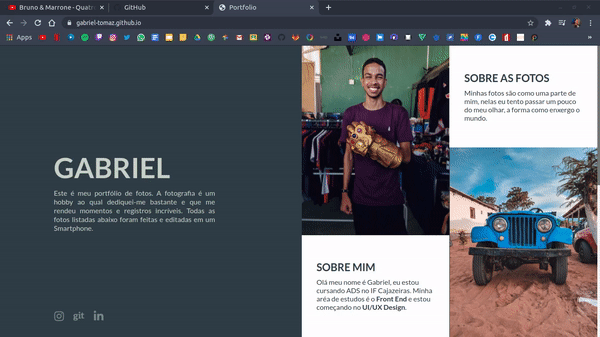 Bruno & Marrone - Quatr
GitHub
Portfolio
gabriel-tomaz.github.io
Apps
GABRIEL
Este é meu portfólio de fotos. A fotografia é um
hobby ao qual dediquei-me bastante e que me
rendeu momentos e registros incríveis. Todas as
fotos listadas abaixo foram feitas e editadas em um
Smartphone.
git
in
SOBRE AS FOTOS
Minhas fotos são como uma parte de
mim, nelas eu tento passar um pouco
do meu olhar, a forma como enxergo o
mundo.
SOBRE MIM
Olá meu nome é Gabriel, eu estou
cursando ADS no IF Cajazeiras. Minha
aréa de estudos é o Front End e estou
começando no UI/UX Design.